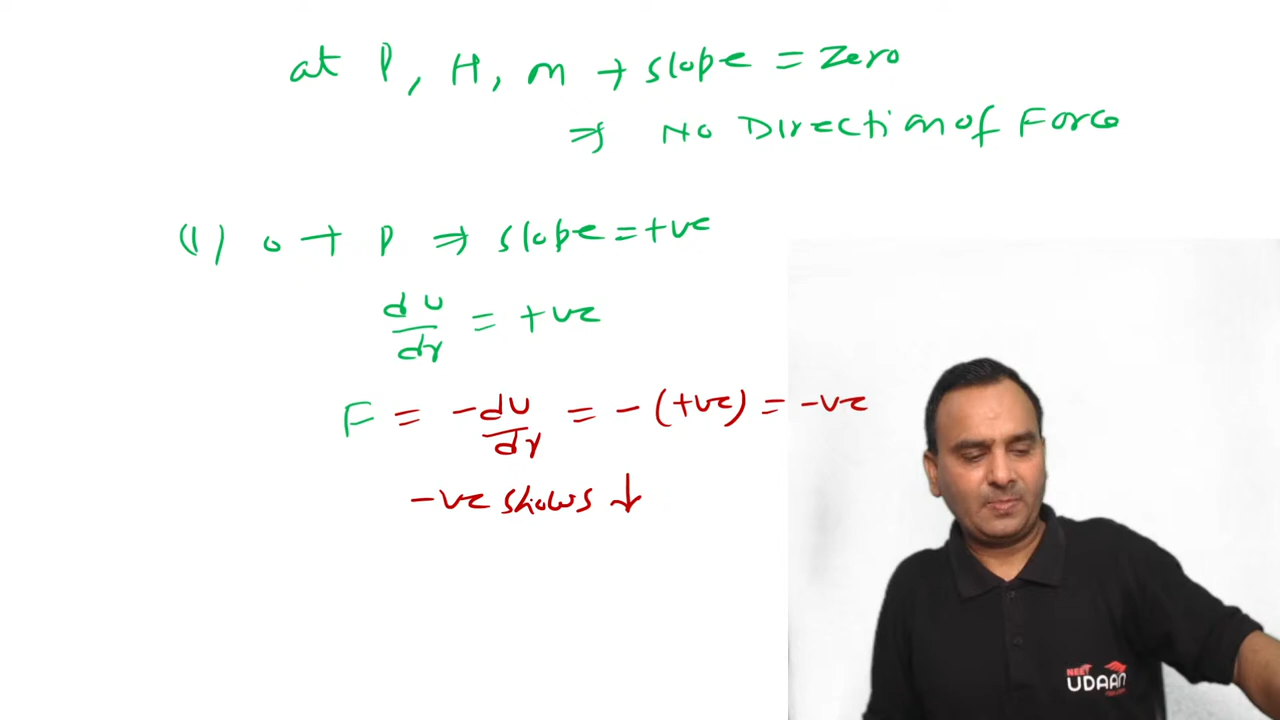 at P, H, m → slope = Zero
⇒ No Direction of Force
(1) o → P ⇒ slope = +ve
dU/dr = +ve
F = -dU/dr = -(+ve) = -ve
-ve shows ↓
NEET
UDAAN